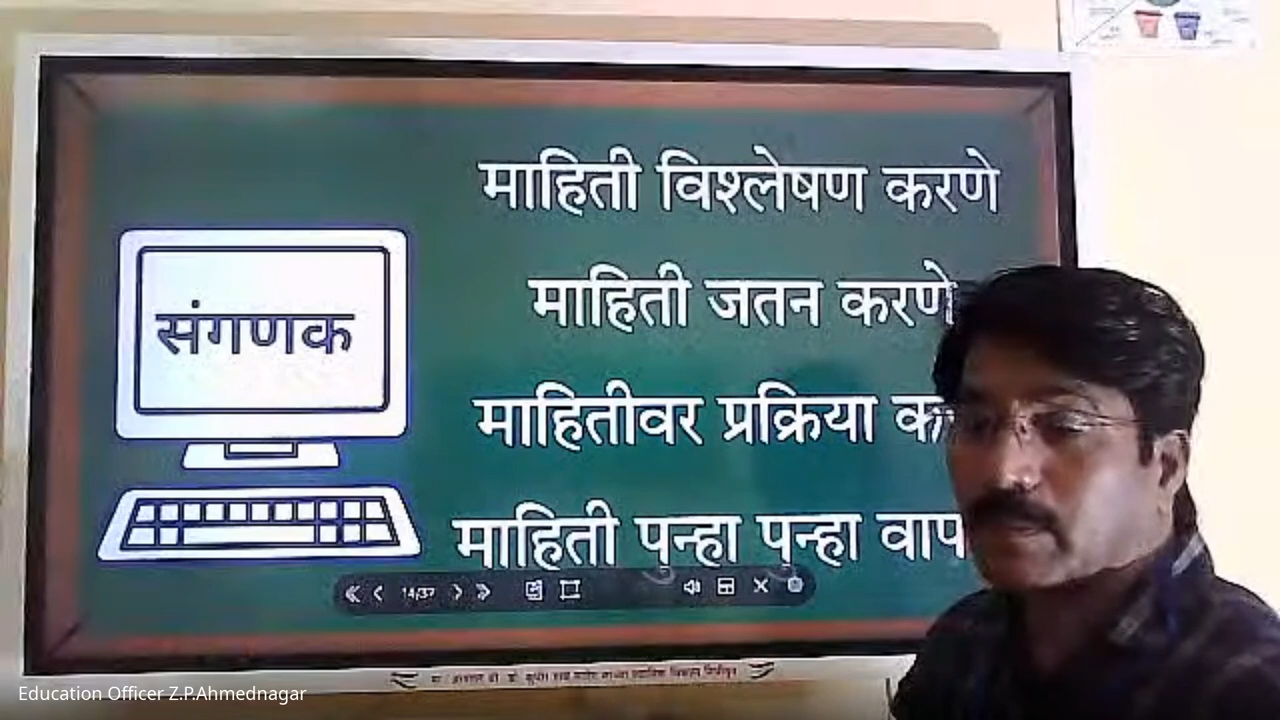 माहिती विश्लेषण करणे
संगणक
माहिती जतन करणे
माहितीवर प्रक्रिया
माहिती पुन्हा पुन्हा
14/37
Education Officer Z.P.Ahmednagar